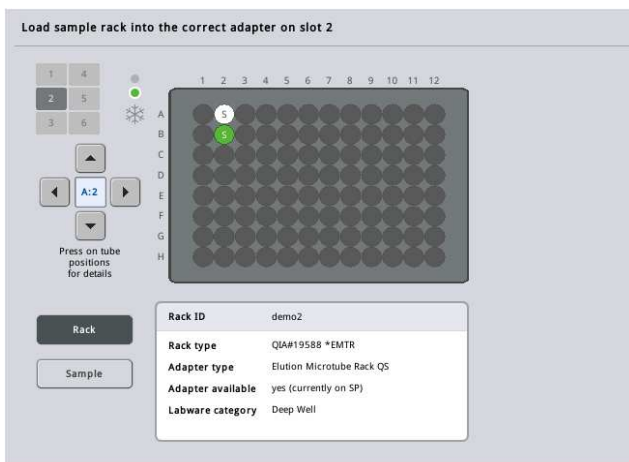 Load sample rack into the correct adapter on slot 2
1 4
2 5
3 6
1 2 3 4 5 6 7 8 9 10 11 12
A S
B S
C
D
E
F
G
H
A:2
Press on tube
positions
for details
Rack
Sample
Rack ID demo2
Rack type QIA#19588 *EMTR
Adapter type Elution Microtube Rack QS
Adapter available yes (currently on SP)
Labware category Deep Well